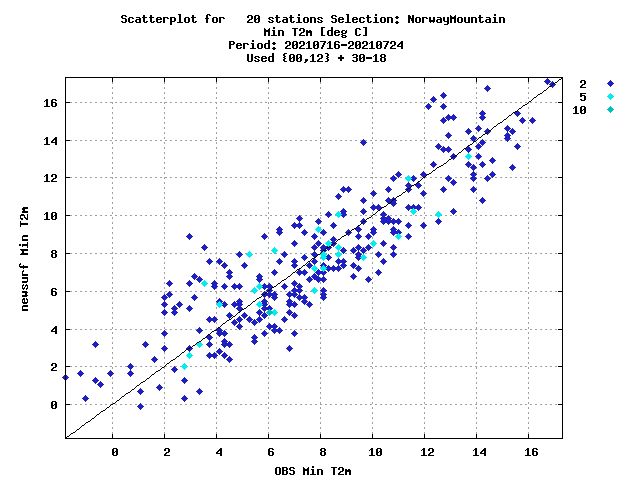 Scatterplot for   20 stations Selection: NorwayMountain
Min T2m [deg C]
Period: 20210716-20210724
Used {00,12} + 30-18
2
5
10
16
14
12
10
8
6
4
2
0
newsurf Min T2m
0 2 4 6 8 10 12 14 16
OBS Min T2m